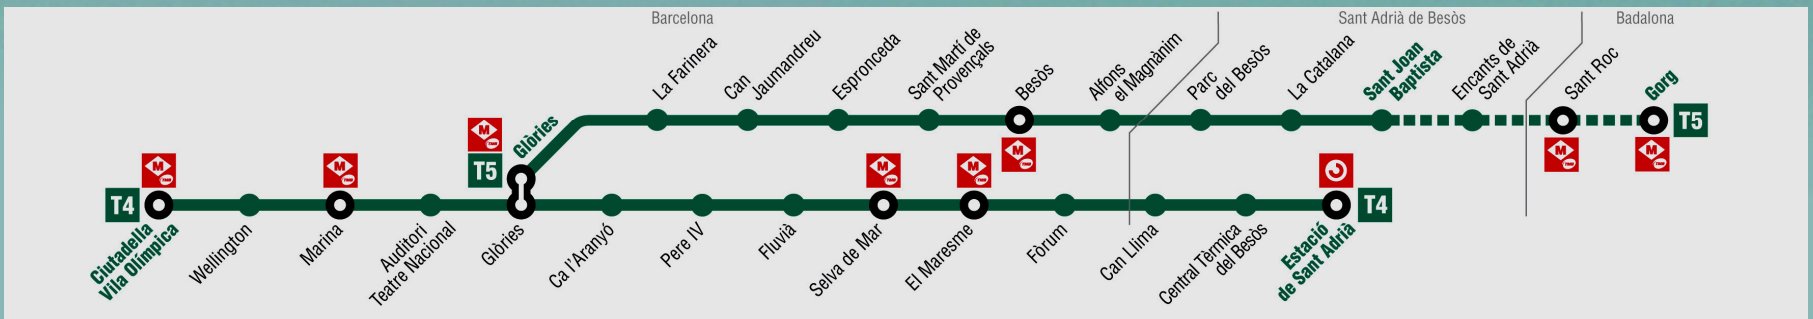 Barcelona
Sant Adrià de Besòs
Badalona
La Farinera
Can
Jaumandreu
Espronceda
Sant Martí de
Provençals
Besòs
Alfons
el Magnànim
Parc
del Besòs
La Catalana
Sant Joan
Baptista
Encants de
Sant Adrià
Sant Roc
Gorg
T5
M
M
M
M
T5
Glòries
T4
M
M
M
M
T4
Ciutadella
Vila Olímpica
Wellington
Marina
Auditori
Teatre Nacional
Glòries
Ca l'Aranyó
Pere IV
Fluvià
Selva de Mar
El Maresme
Fòrum
Can Llima
Central Tèrmica
del Besòs
Estació
de Sant Adrià